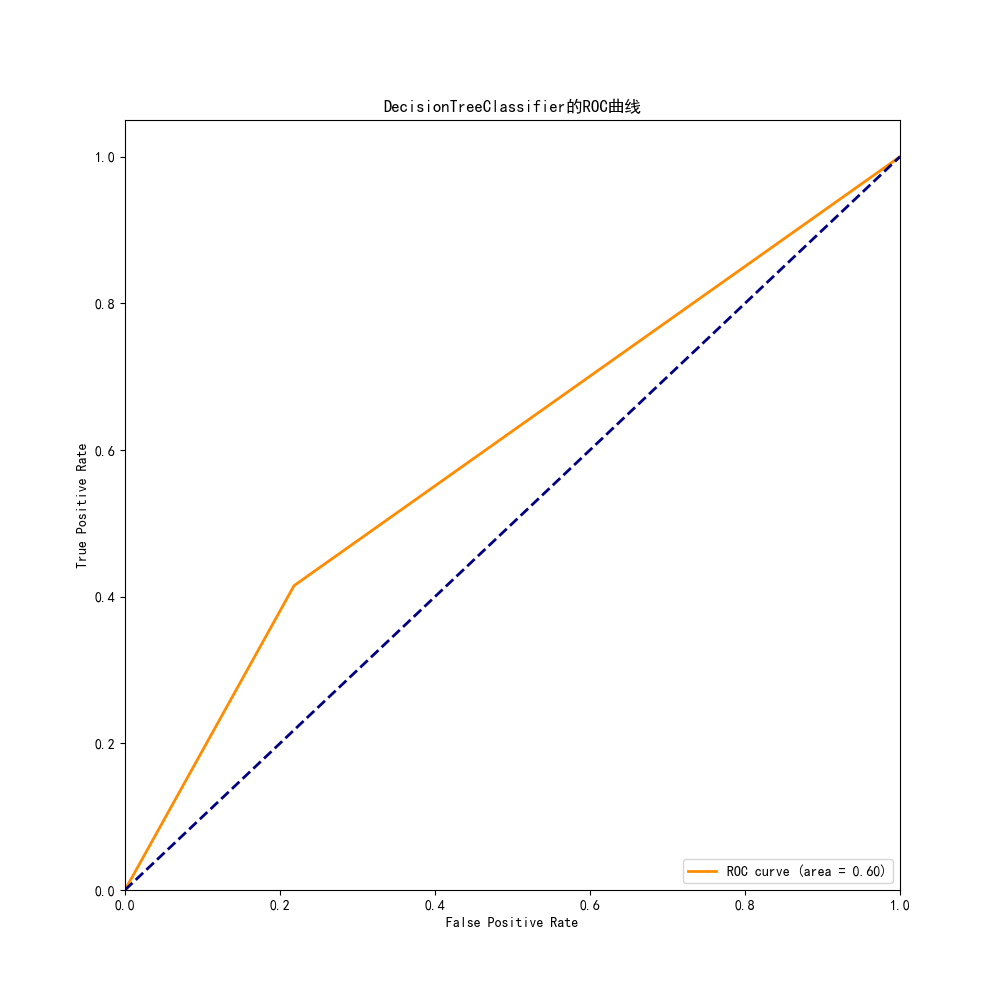 DecisionTreeClassifier的ROC曲线
1.0
0.8
0.6
0.4
0.2
0.0
True Positive Rate
ROC curve (area = 0.60)
0.0 0.2 0.4 0.6 0.8 1.0
False Positive Rate